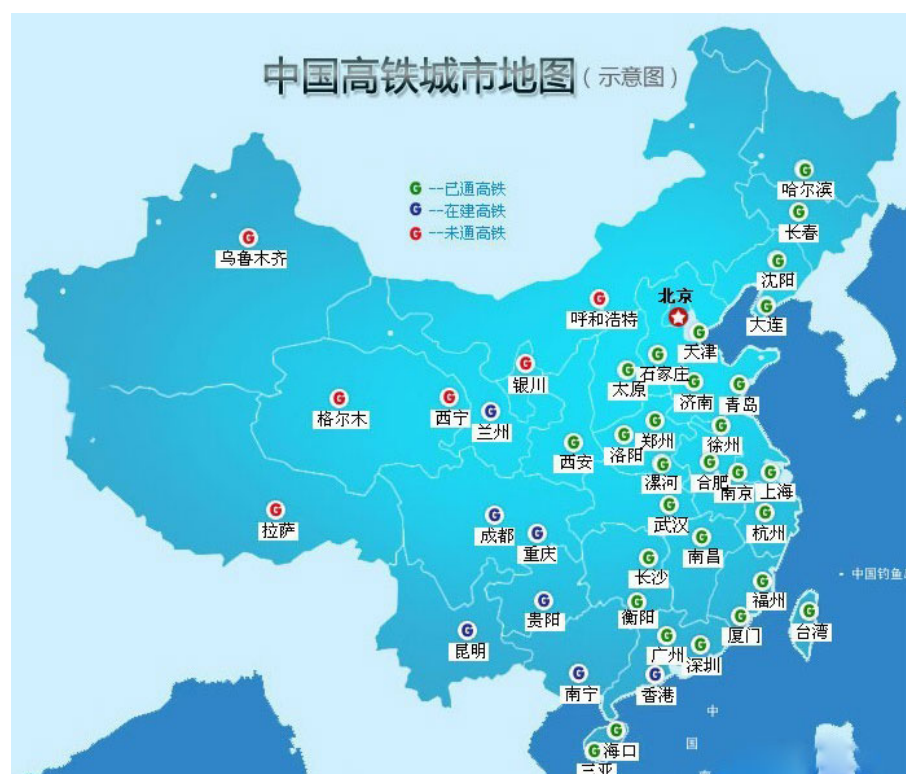 中国高铁城市地图(示意图)
G --已通高铁
G --在建高铁
G --未通高铁
G 哈尔滨
G 长春
G 乌鲁木齐
G 沈阳
北京
G 呼和浩特
G 大连
G 天津
G 石家庄
G 银川
G 太原
G 济南
G 青岛
G 格尔木
G 西宁
G 兰州
G 郑州
G 徐州
G 洛阳
G 西安
G 漯河
G 合肥
G 南京
G 上海
G 拉萨
G 武汉
G 杭州
G 成都
G 重庆
G 南昌
G 长沙
中国钓鱼
G 福州
G 贵阳
G 衡阳
G 台湾
G 厦门
G 昆明
G 广州
G 深圳
G 南宁
G 香港
中
国
G 海口
G 三亚